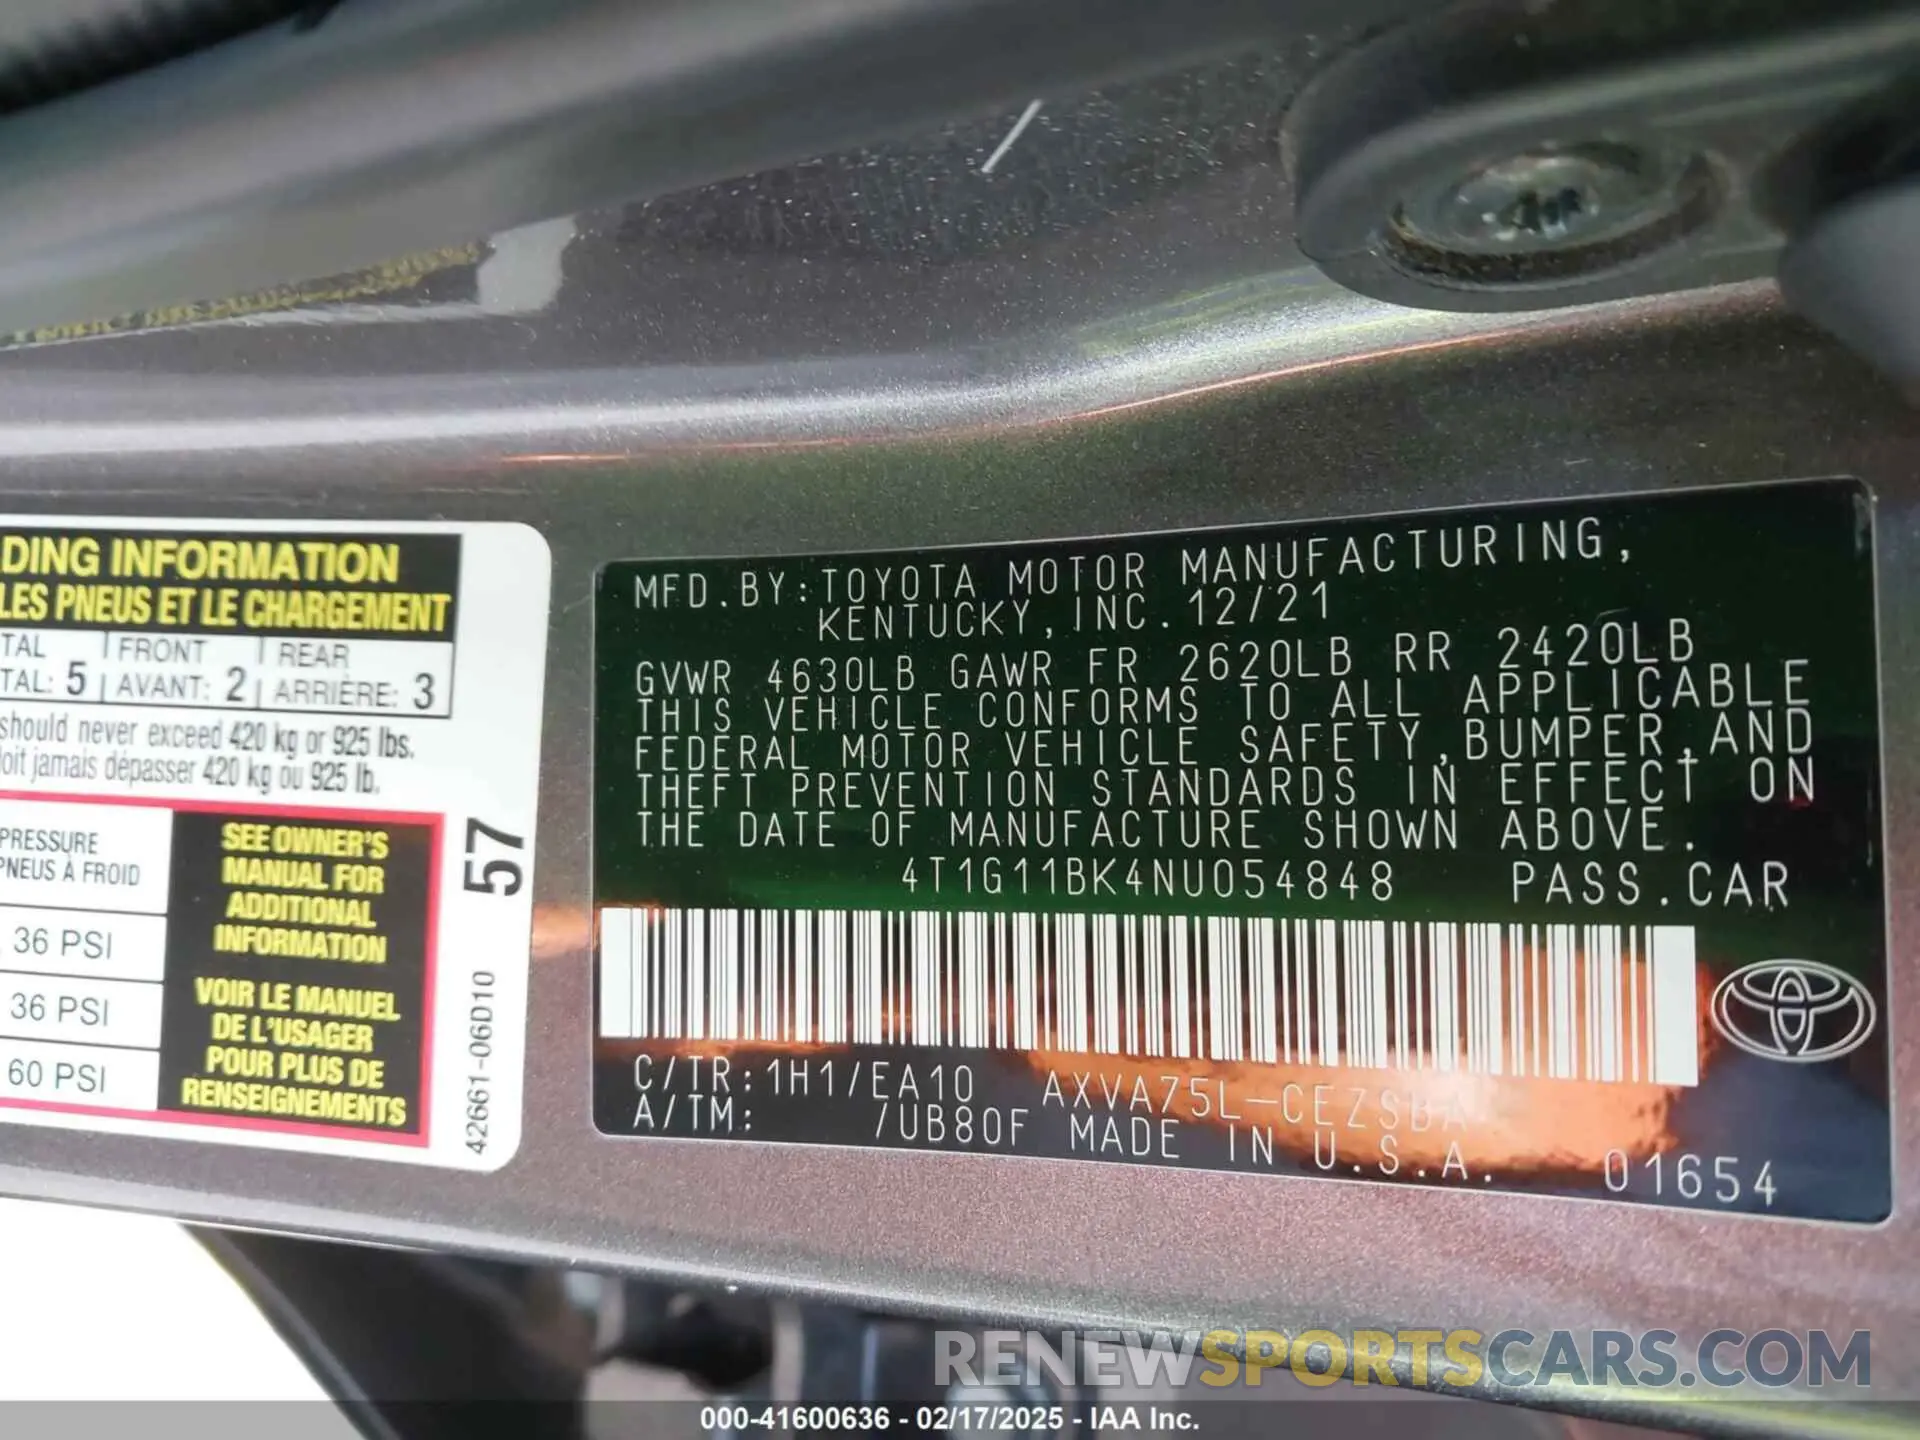 DING INFORMATION
LES PNEUS ET LE CHARGEMENT
TAL FRONT REAR
TAL: 5 AVANT: 2 ARRIÈRE: 3
should never exceed 420 kg or 925 lbs.
oit jamais dépasser 420 kg ou 925 lb.
PRESSURE
PNEUS À FROID
36 PSI
36 PSI
60 PSI
SEE OWNER'S
MANUAL FOR
ADDITIONAL
INFORMATION
VOIR LE MANUEL
DE L'USAGER
POUR PLUS DE
RENSEIGNEMENTS
57
42661-06D10
MFD.BY:TOYOTA MOTOR MANUFACTURING,
KENTUCKY,INC.12/21
GVWR 4630LB GAWR FR 2620LB RR 2420LB
THIS VEHICLE CONFORMS TO ALL APPLICABLE
FEDERAL MOTOR VEHICLE SAFETY,BUMPER,AND
THEFT PREVENTION STANDARDS IN EFFECT ON
THE DATE OF MANUFACTURE SHOWN ABOVE.
4T1G11BK4NU054848 PASS.CAR
C/TR:1H1/EA10 AXVA75L-CEZSBA
A/TM: /UB80F MADE IN U.S.A. 01654
RENEWSPORTSCARS.COM
000-41600636 - 02/17/2025 - IAA Inc.